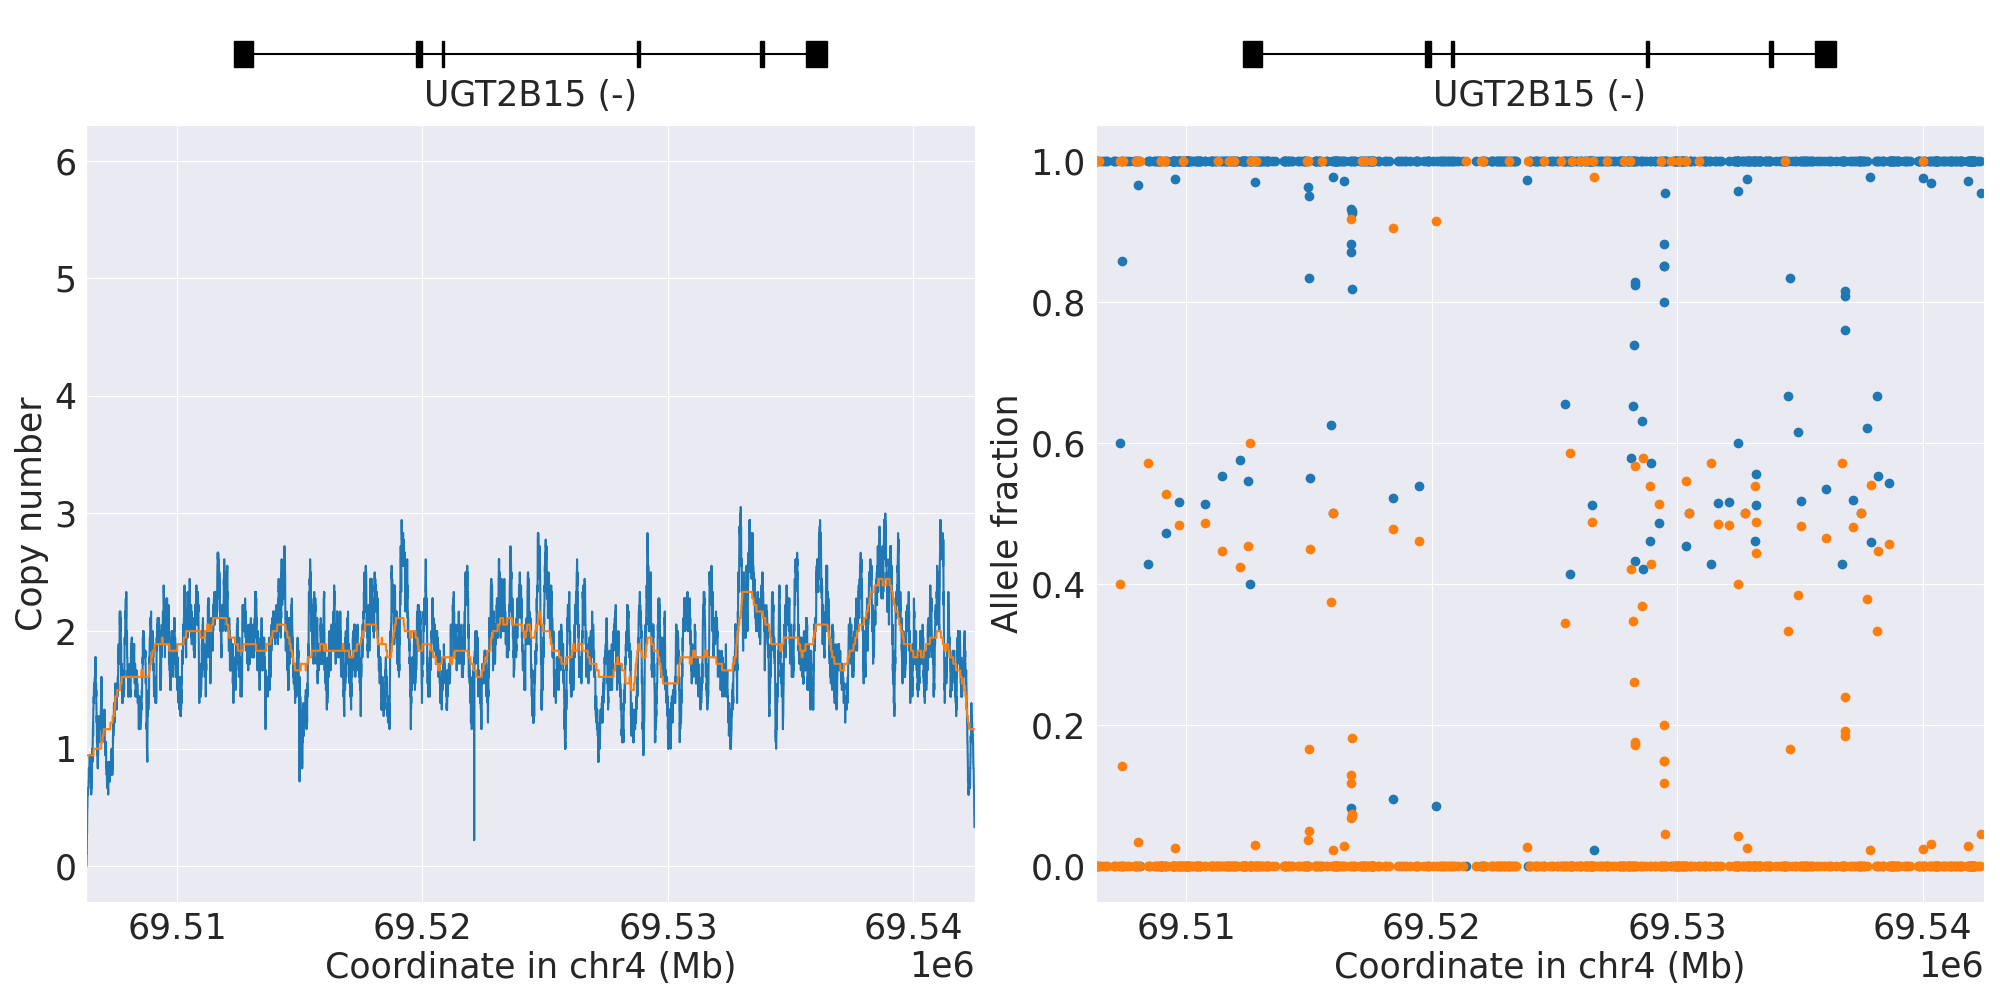 UGT2B15 (-)
UGT2B15 (-)
Copy number
6
5
4
3
2
1
0
69.51 69.52 69.53 69.54
Coordinate in chr4 (Mb)
1e6
Allele fraction
1.0
0.8
0.6
0.4
0.2
0.0
69.51 69.52 69.53 69.54
Coordinate in chr4 (Mb)
1e6